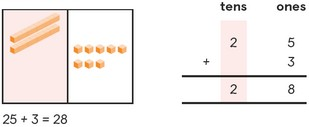 tens ones
2 5
+ 3
2 8
25 + 3 = 28